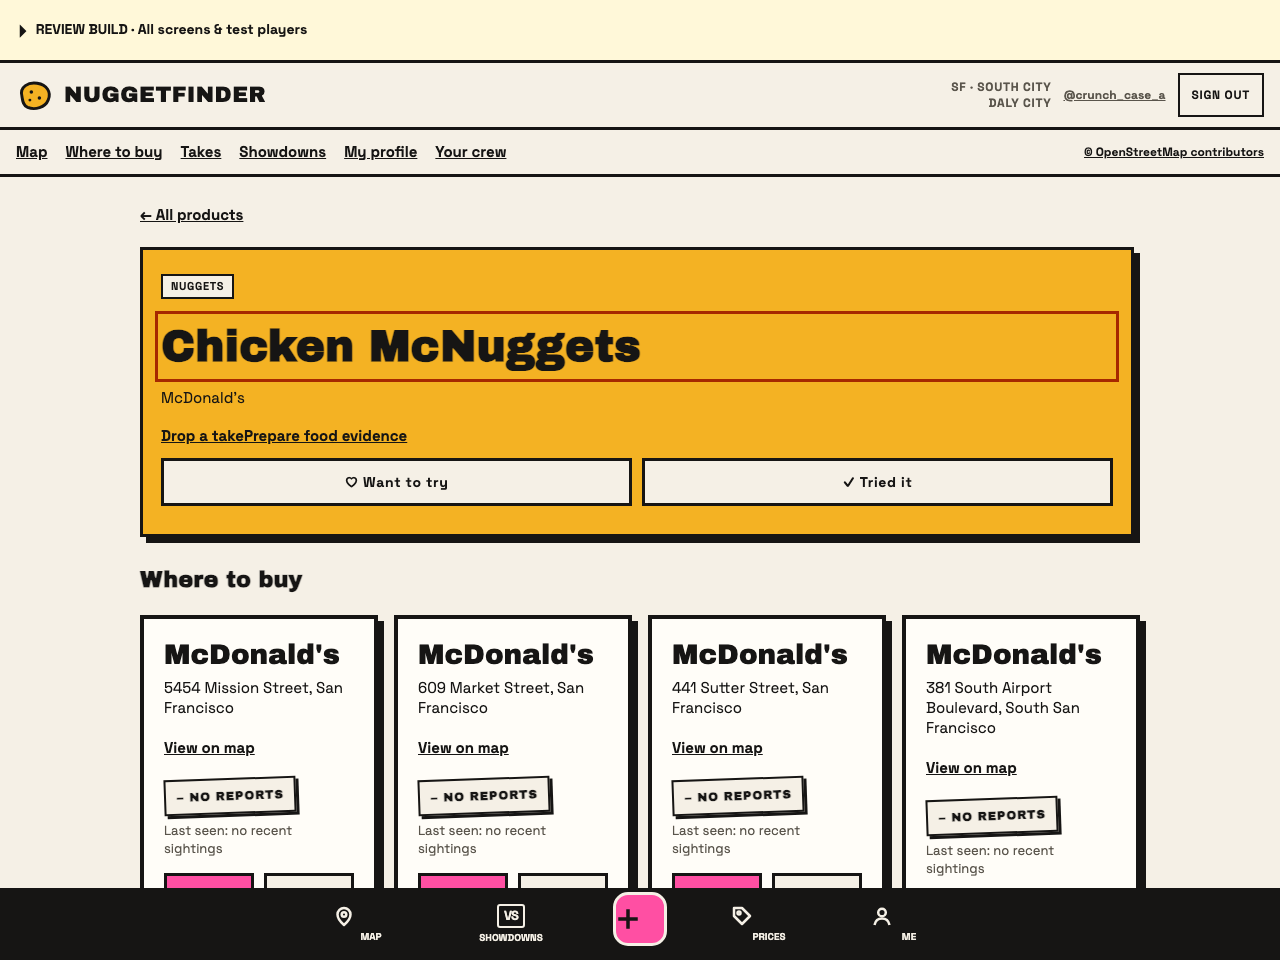 REVIEW BUILD · All screens & test players
NUGGETFINDER
SF · SOUTH CITY
DALY CITY
@crunch_case_a
SIGN OUT
Map Where to buy Takes Showdowns My profile Your crew
© OpenStreetMap contributors
← All products
NUGGETS
Chicken McNuggets
McDonald's
Drop a takePrepare food evidence
♡ Want to try
✓ Tried it
Where to buy
McDonald's
5454 Mission Street, San
Francisco
View on map
– NO REPORTS
Last seen: no recent
sightings
McDonald's
609 Market Street, San
Francisco
View on map
– NO REPORTS
Last seen: no recent
sightings
McDonald's
441 Sutter Street, San
Francisco
View on map
– NO REPORTS
Last seen: no recent
sightings
McDonald's
381 South Airport
Boulevard, South San
Francisco
View on map
– NO REPORTS
Last seen: no recent
sightings
MAP
VS
SHOWDOWNS
+
PRICES
ME